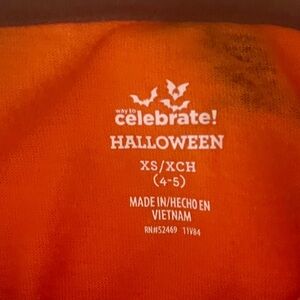 way to
celebrate!
HALLOWEEN
XS/XCH
(4-5)
MADE IN/HECHO EN
VIETNAM
RN#52469 11V84